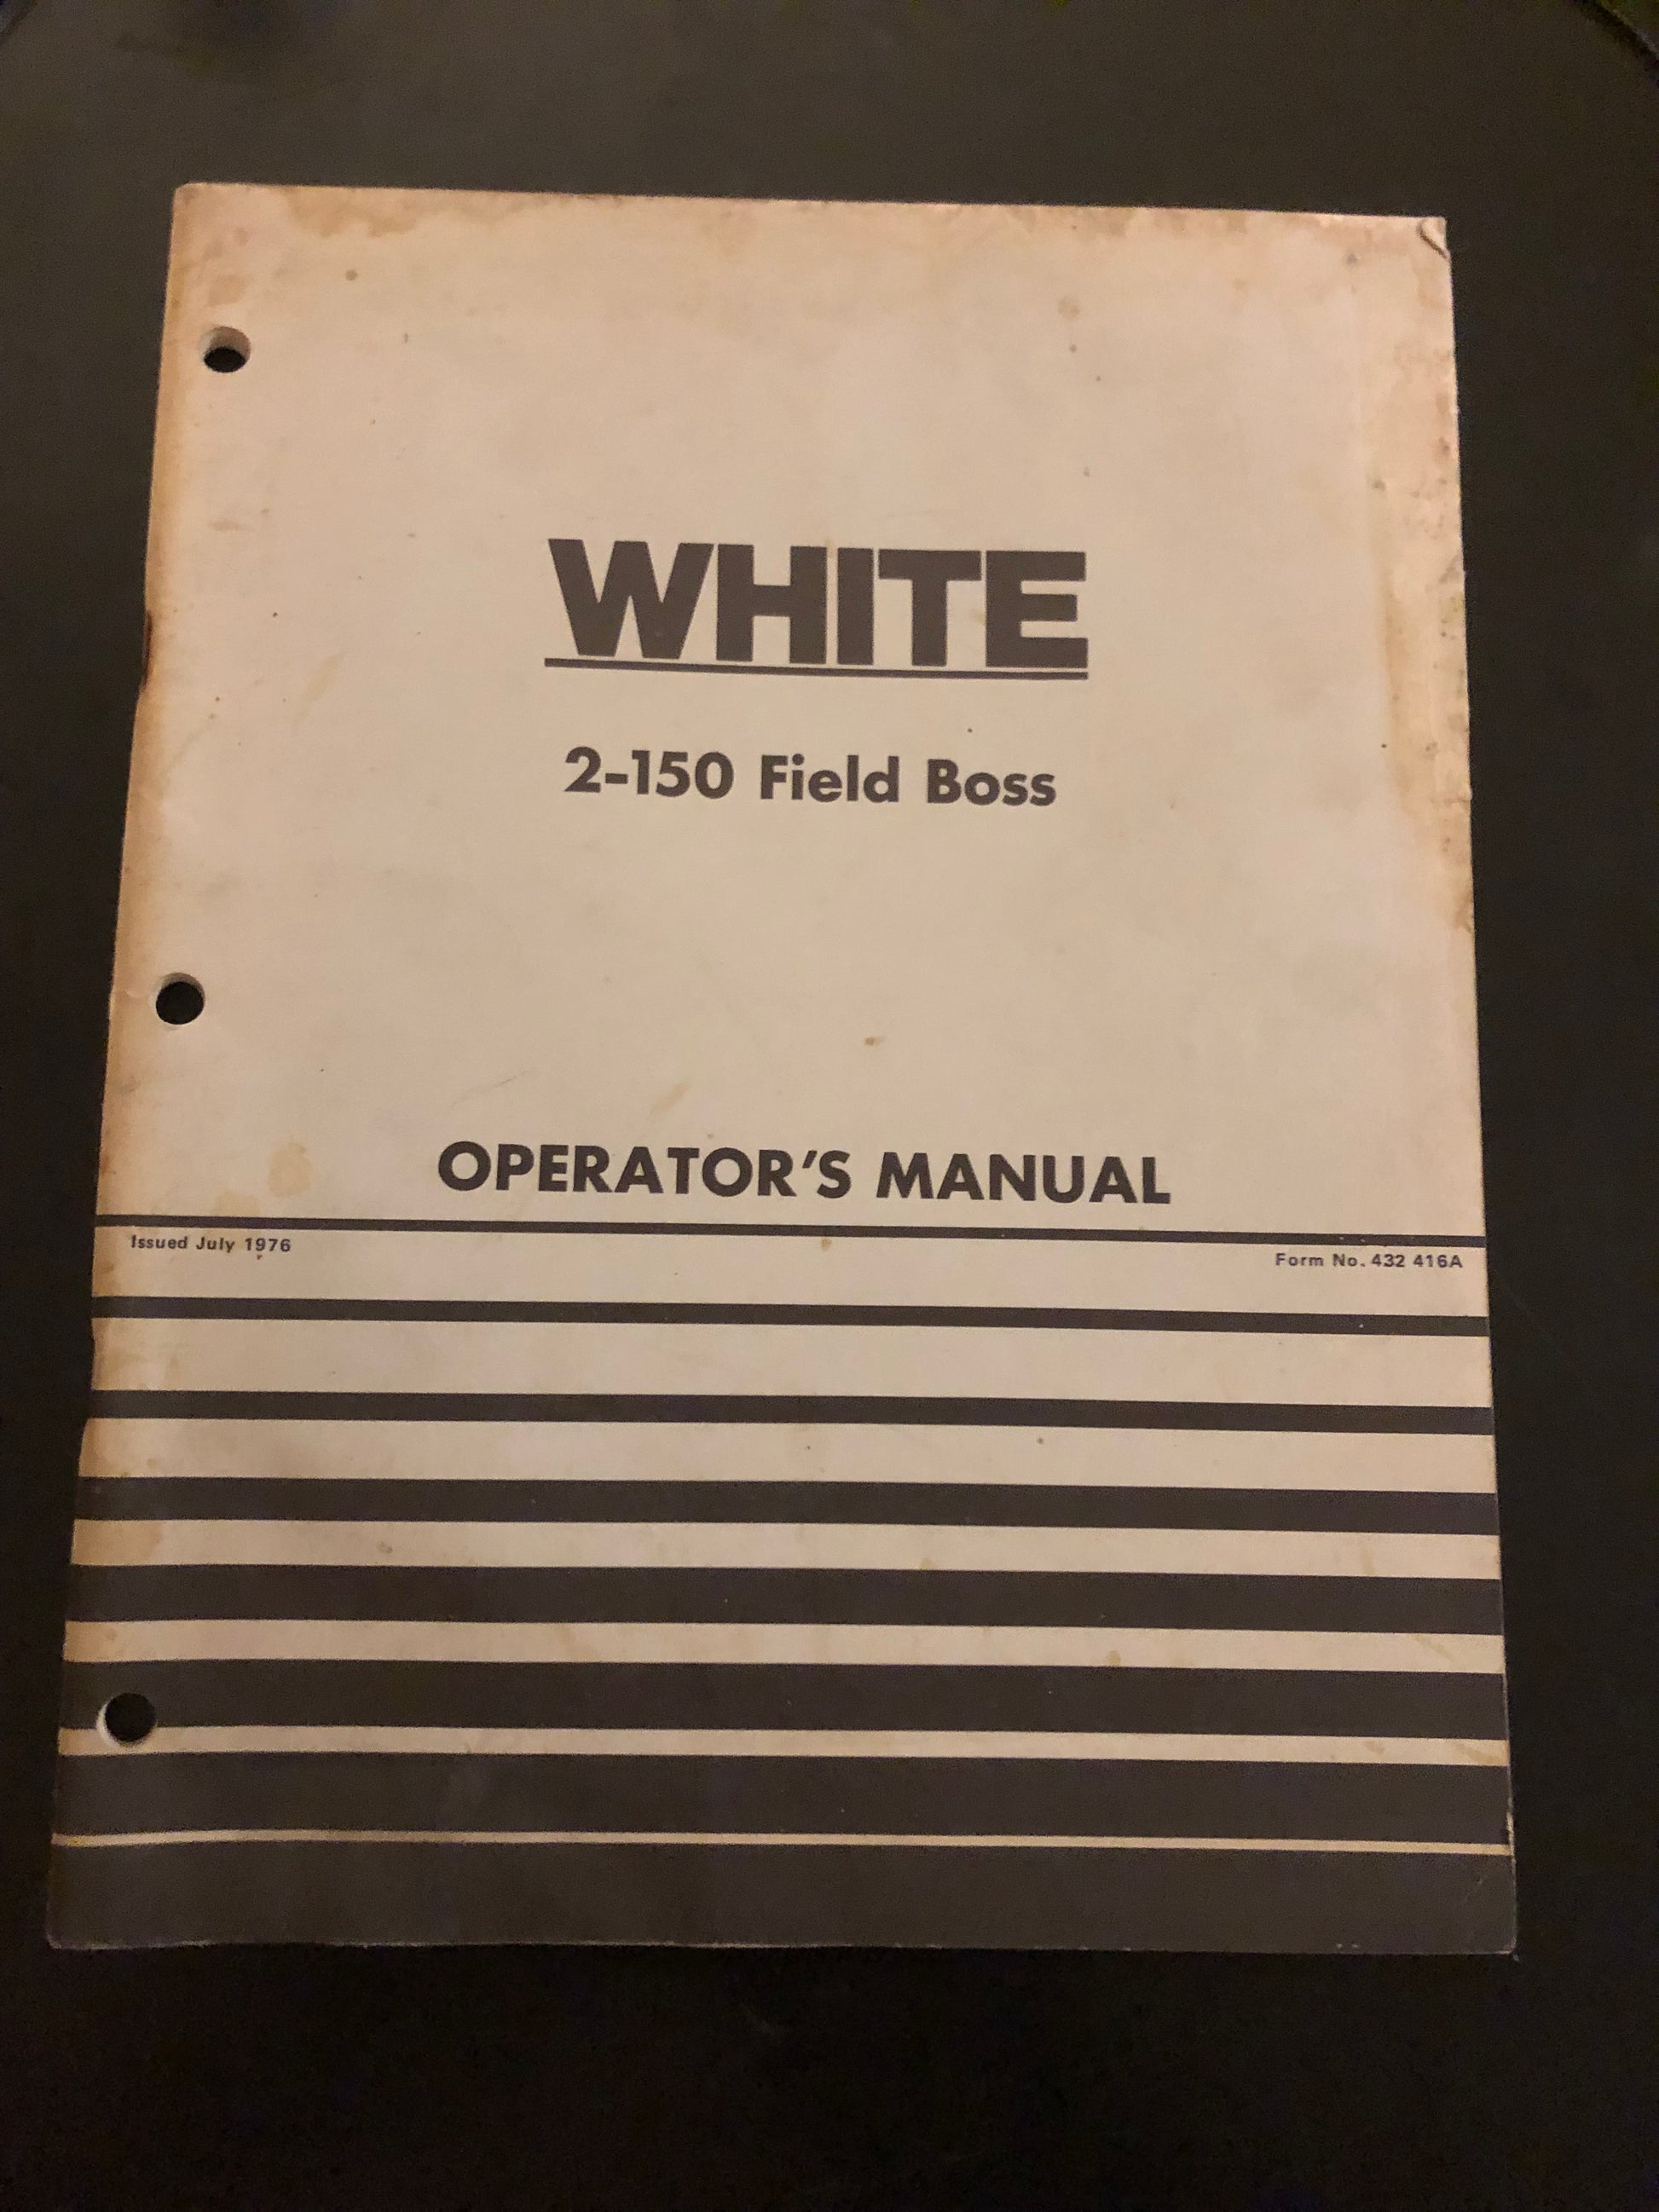 WHITE
2-150 Field Boss
OPERATOR'S MANUAL
Issued July 1976
Form No. 432 416A